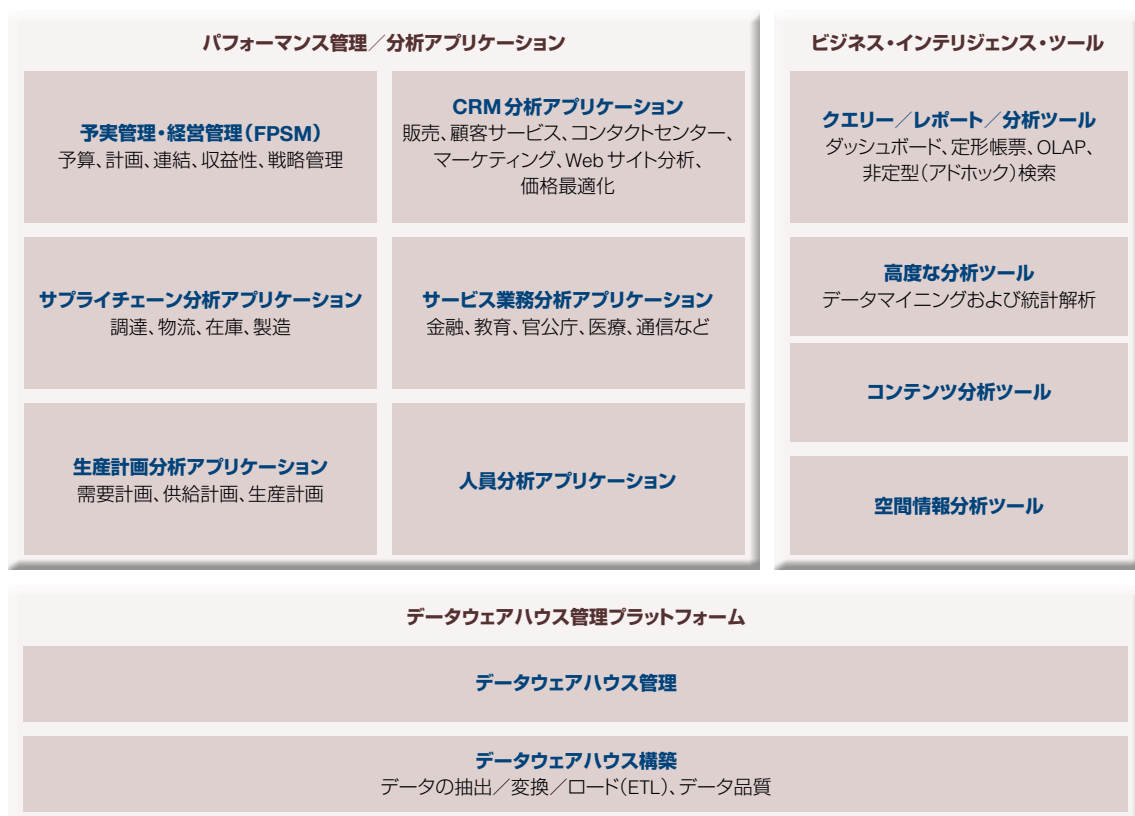 パフォーマンス管理／分析アプリケーション
予実管理・経営管理（FPSM）
予算、計画、連結、収益性、戦略管理
CRM分析アプリケーション
販売、顧客サービス、コンタクトセンター、
マーケティング、Webサイト分析、
価格最適化
サプライチェーン分析アプリケーション
調達、物流、在庫、製造
サービス業務分析アプリケーション
金融、教育、官公庁、医療、通信など
生産計画分析アプリケーション
需要計画、供給計画、生産計画
人員分析アプリケーション
ビジネス・インテリジェンス・ツール
クエリー／レポート／分析ツール
ダッシュボード、定形帳票、OLAP、
非定型（アドホック）検索
高度な分析ツール
データマイニングおよび統計解析
コンテンツ分析ツール
空間情報分析ツール
データウェアハウス管理プラットフォーム
データウェアハウス管理
データウェアハウス構築
データの抽出／変換／ロード（ETL）、データ品質